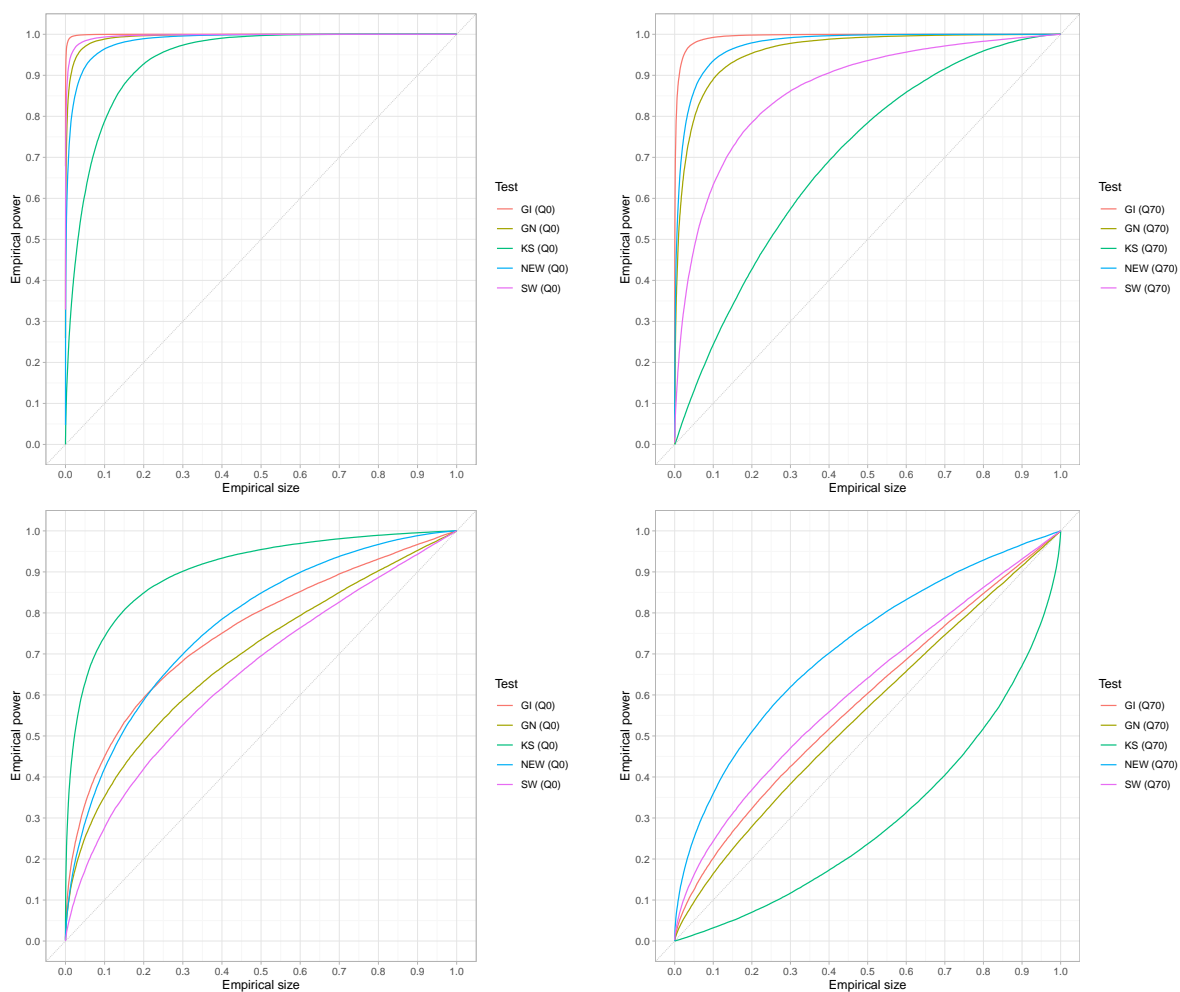 Empirical power
1.0
0.9
0.8
0.7
0.6
0.5
0.4
0.3
0.2
0.1
0.0
0.0 0.1 0.2 0.3 0.4 0.5 0.6 0.7 0.8 0.9 1.0
Empirical size
Test
GI (Q0)
GN (Q0)
KS (Q0)
NEW (Q0)
SW (Q0)
Empirical power
1.0
0.9
0.8
0.7
0.6
0.5
0.4
0.3
0.2
0.1
0.0
0.0 0.1 0.2 0.3 0.4 0.5 0.6 0.7 0.8 0.9 1.0
Empirical size
Test
GI (Q70)
GN (Q70)
KS (Q70)
NEW (Q70)
SW (Q70)
Empirical power
1.0
0.9
0.8
0.7
0.6
0.5
0.4
0.3
0.2
0.1
0.0
0.0 0.1 0.2 0.3 0.4 0.5 0.6 0.7 0.8 0.9 1.0
Empirical size
Test
GI (Q0)
GN (Q0)
KS (Q0)
NEW (Q0)
SW (Q0)
Empirical power
1.0
0.9
0.8
0.7
0.6
0.5
0.4
0.3
0.2
0.1
0.0
0.0 0.1 0.2 0.3 0.4 0.5 0.6 0.7 0.8 0.9 1.0
Empirical size
Test
GI (Q70)
GN (Q70)
KS (Q70)
NEW (Q70)
SW (Q70)